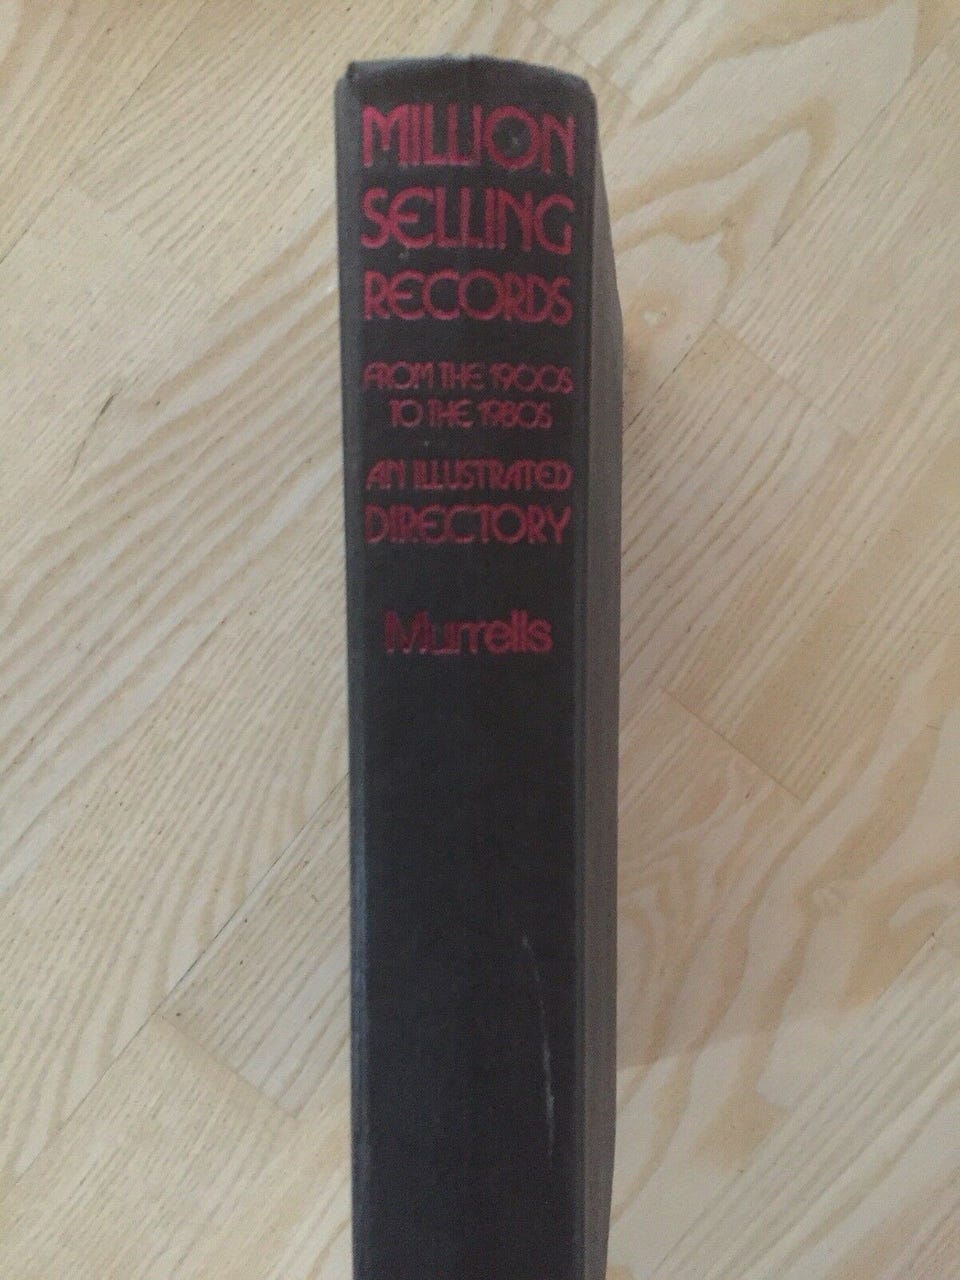 MILLION
SELLING
RECORDS
FROM THE 1900S
TO THE 1980S
AN ILLUSTRATED
DIRECTORY
Murrells